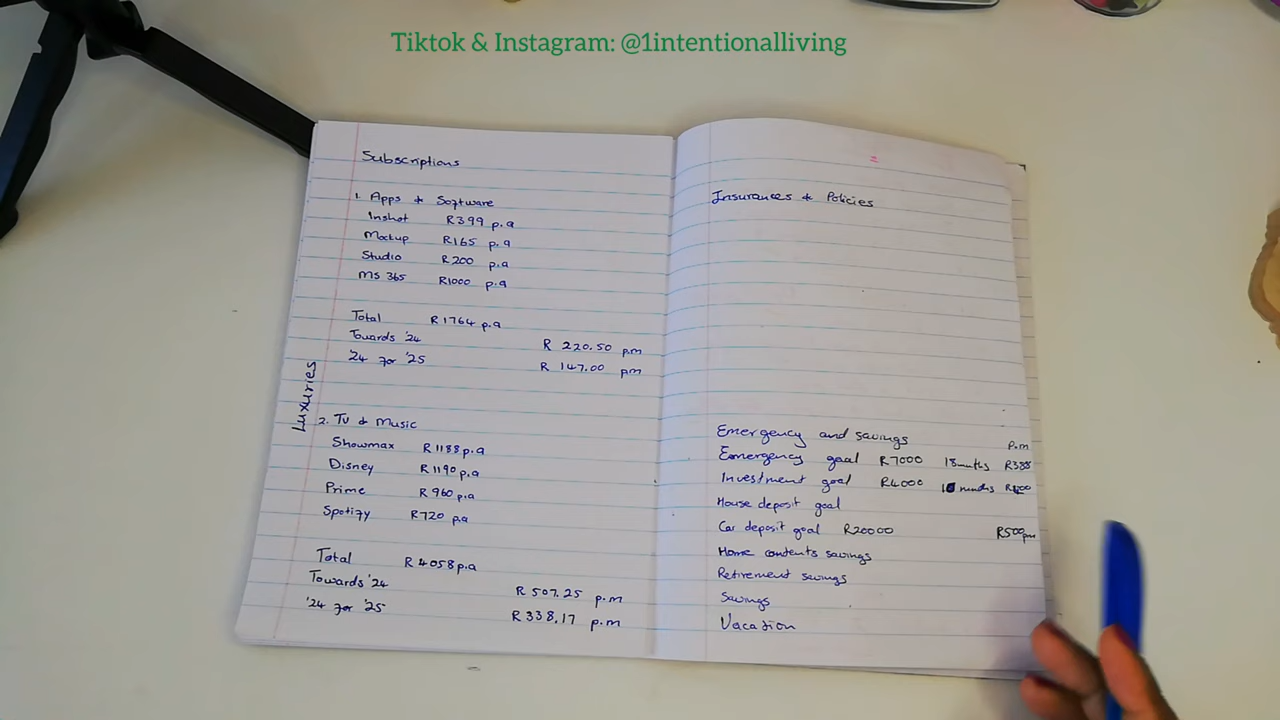 Tiktok & Instagram: @1intentionalliving
Subscriptions
1. Apps + Software
Inshot R399 p.a
Mockup R165 p.a
Studio R200 p.a
MS 365 R1000 p.a
Total R1764 p.a
Towards '24 R 220.50 p.m
'24 for '25 R 147.00 p.m
Luxuries
2. TV & Music
Showmax R1188 p.a
Disney R1190 p.a
Prime R960 p.a
Spotify R720 p.a
Total R4058 p.a
Towards '24 R 507.25 p.m
'24 for '25 R 338.17 p.m
=
Insurances & Policies
Emergency and savings p.m
Emergency goal R7000 18months R388
Investment goal R4000 months
House deposit goal
Car deposit goal R20000 R500pm
Home contents savings
Retirement savings
Savings
Vacation